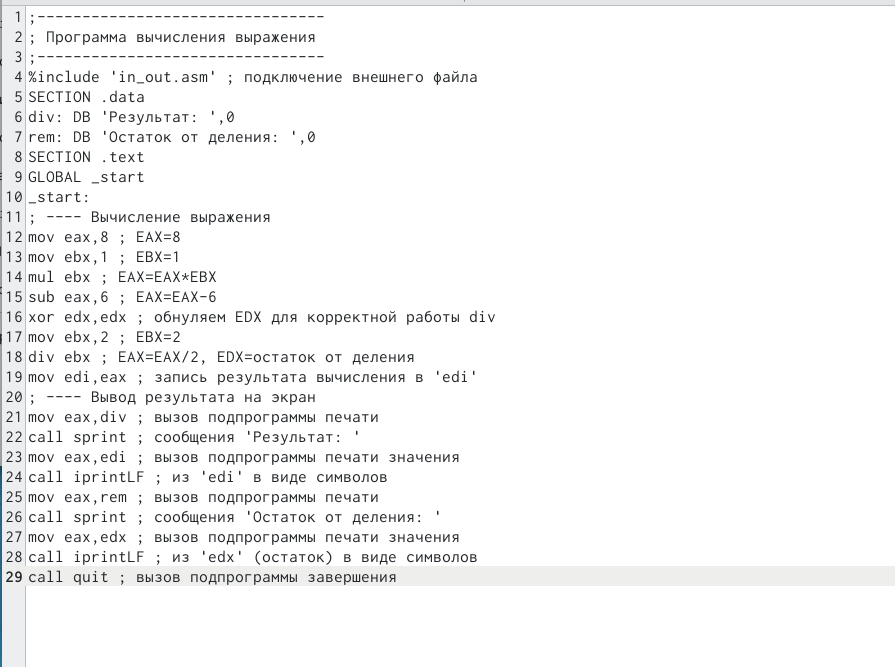 1 ;--------------------------------
2 ; Программа вычисления выражения
3 ;--------------------------------
4 %include 'in_out.asm' ; подключение внешнего файла
5 SECTION .data
6 div: DB 'Результат: ',0
7 rem: DB 'Остаток от деления: ',0
8 SECTION .text
9 GLOBAL _start
10 _start:
11 ; ---- Вычисление выражения
12 mov eax,8 ; EAX=8
13 mov ebx,1 ; EBX=1
14 mul ebx ; EAX=EAX*EBX
15 sub eax,6 ; EAX=EAX-6
16 xor edx,edx ; обнуляем EDX для корректной работы div
17 mov ebx,2 ; EBX=2
18 div ebx ; EAX=EAX/2, EDX=остаток от деления
19 mov edi,eax ; запись результата вычисления в 'edi'
20 ; ---- Вывод результата на экран
21 mov eax,div ; вызов подпрограммы печати
22 call sprint ; сообщения 'Результат: '
23 mov eax,edi ; вызов подпрограммы печати значения
24 call iprintLF ; из 'edi' в виде символов
25 mov eax,rem ; вызов подпрограммы печати
26 call sprint ; сообщения 'Остаток от деления: '
27 mov eax,edx ; вызов подпрограммы печати значения
28 call iprintLF ; из 'edx' (остаток) в виде символов
29 call quit ; вызов подпрограммы завершения